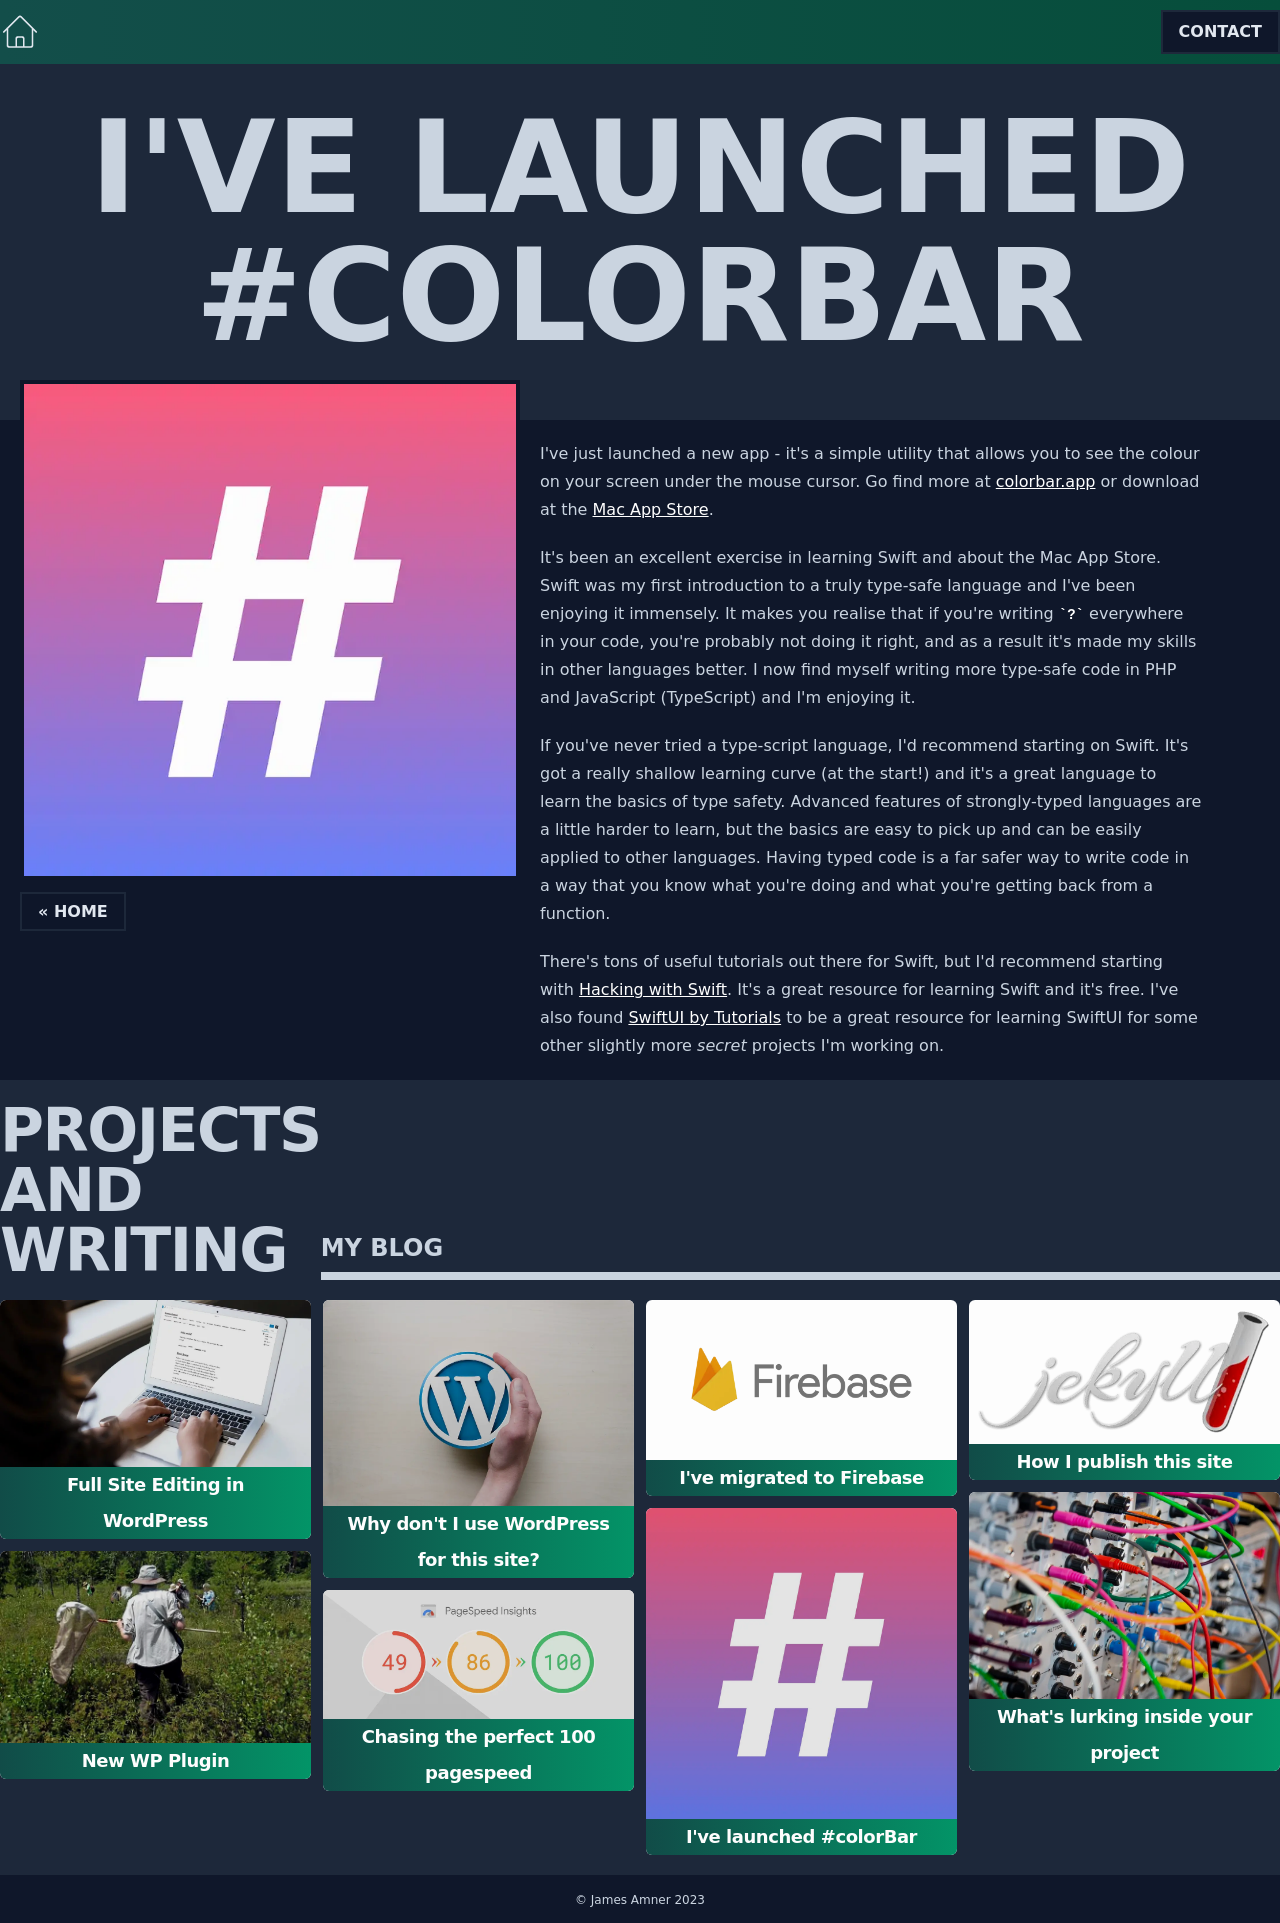 CONTACT
I'VE LAUNCHED
#COLORBAR
#
I've just launched a new app - it's a simple utility that allows you to see the colour
on your screen under the mouse cursor. Go find more at colorbar.app or download
at the Mac App Store.
It's been an excellent exercise in learning Swift and about the Mac App Store.
Swift was my first introduction to a truly type-safe language and I've been
enjoying it immensely. It makes you realise that if you're writing `?` everywhere
in your code, you're probably not doing it right, and as a result it's made my skills
in other languages better. I now find myself writing more type-safe code in PHP
and JavaScript (TypeScript) and I'm enjoying it.
If you've never tried a type-script language, I'd recommend starting on Swift. It's
got a really shallow learning curve (at the start!) and it's a great language to
learn the basics of type safety. Advanced features of strongly-typed languages are
a little harder to learn, but the basics are easy to pick up and can be easily
applied to other languages. Having typed code is a far safer way to write code in
a way that you know what you're doing and what you're getting back from a
function.
There's tons of useful tutorials out there for Swift, but I'd recommend starting
with Hacking with Swift. It's a great resource for learning Swift and it's free. I've
also found SwiftUI by Tutorials to be a great resource for learning SwiftUI for some
other slightly more secret projects I'm working on.
« HOME
PROJECTS
AND
WRITING
MY BLOG
Full Site Editing in
WordPress
New WP Plugin
W
Why don't I use WordPress
for this site?
PageSpeed Insights
49 » 86 » 100
Chasing the perfect 100
pagespeed
Firebase
I've migrated to Firebase
#
I've launched #colorBar
jekyll
How I publish this site
What's lurking inside your
project
© James Amner 2023